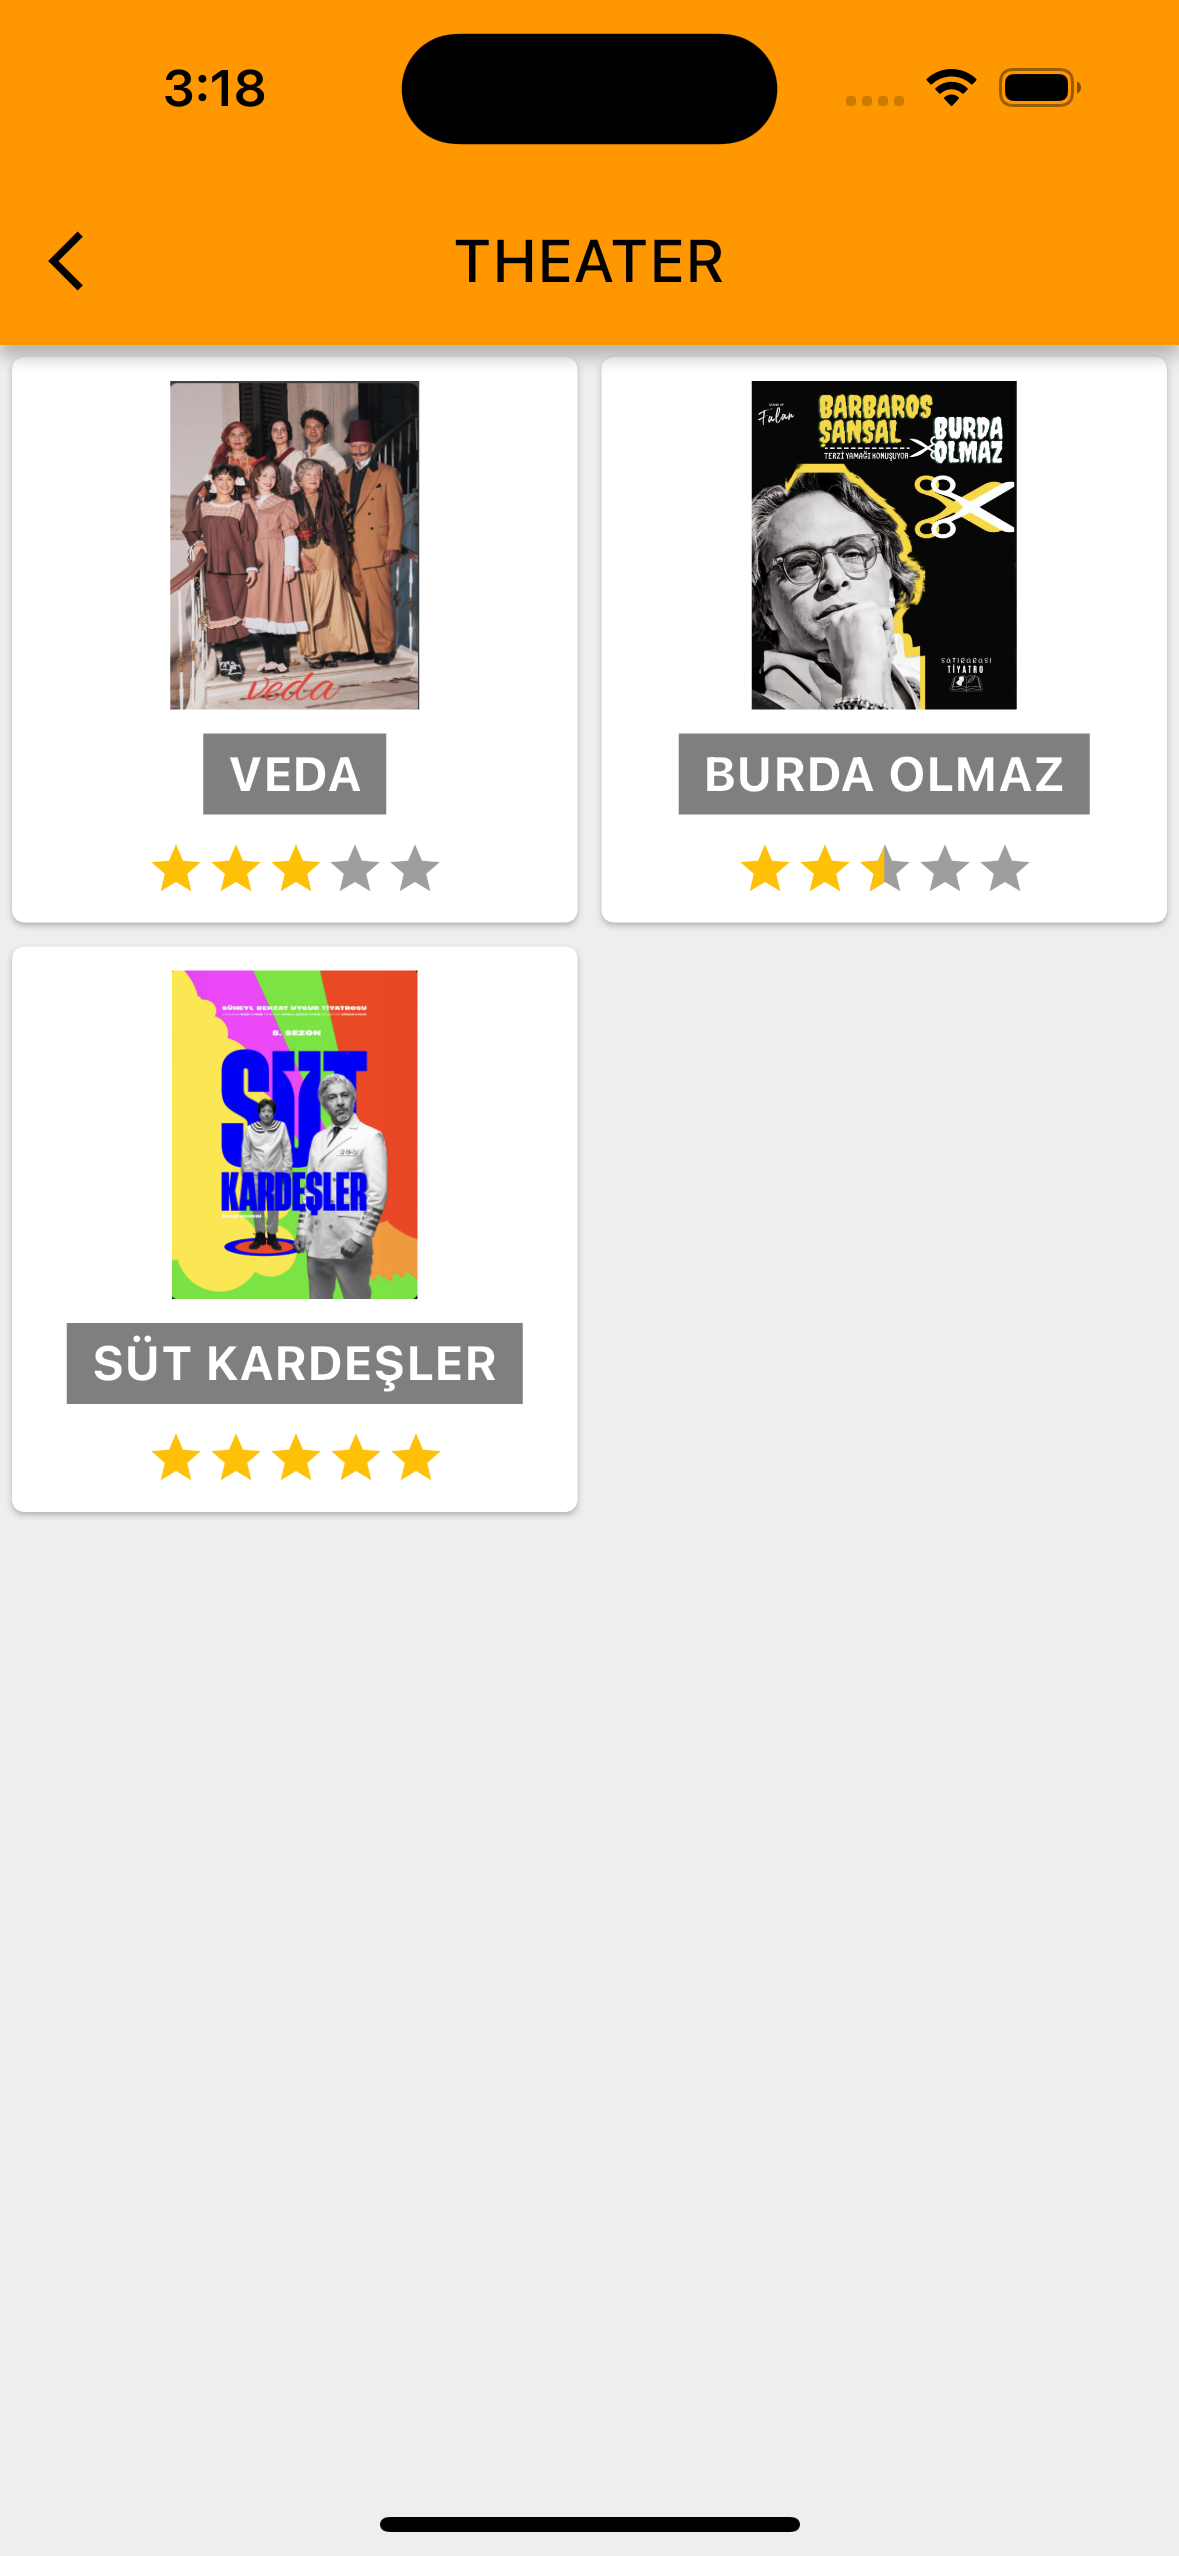 3:18
THEATER
Falan
BARBAROS
ŞANSAL
TERZİ YAMAĞI KONUŞUYOR
BURDA
OLMAZ
SATIRARASI
TİYATRO
veda
VEDA
BURDA OLMAZ
SÜHEYL BEHZAT UYGUR TİYATROSU
5. SEZON
SÜT
KARDEŞLER
SÜT KARDEŞLER